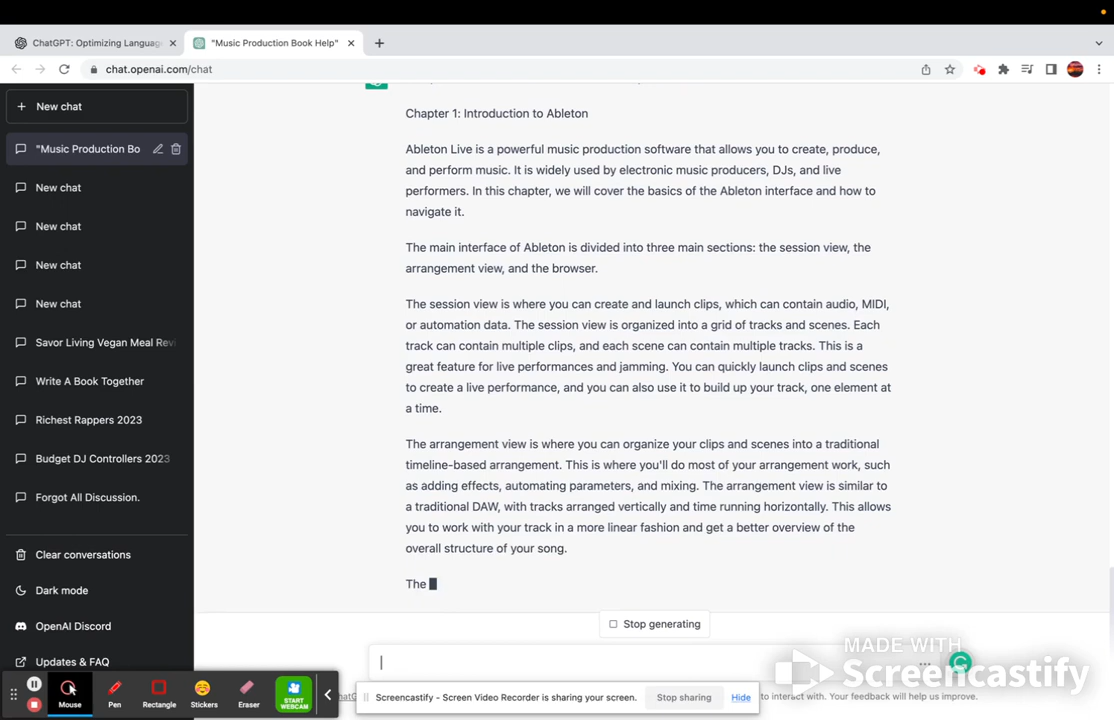 ChatGPT: Optimizing Languag
"Music Production Book Help"
chat.openai.com/chat
New chat
"Music Production Bo
New chat
New chat
New chat
New chat
Savor Living Vegan Meal Revi
Write A Book Together
Richest Rappers 2023
Budget DJ Controllers 2023
Forgot All Discussion.
Clear conversations
Dark mode
OpenAI Discord
Updates & FAQ
Chapter 1: Introduction to Ableton
Ableton Live is a powerful music production software that allows you to create, produce,
and perform music. It is widely used by electronic music producers, DJs, and live
performers. In this chapter, we will cover the basics of the Ableton interface and how to
navigate it.
The main interface of Ableton is divided into three main sections: the session view, the
arrangement view, and the browser.
The session view is where you can create and launch clips, which can contain audio, MIDI,
or automation data. The session view is organized into a grid of tracks and scenes. Each
track can contain multiple clips, and each scene can contain multiple tracks. This is a
great feature for live performances and jamming. You can quickly launch clips and scenes
to create a live performance, and you can also use it to build up your track, one element at
a time.
The arrangement view is where you can organize your clips and scenes into a traditional
timeline-based arrangement. This is where you'll do most of your arrangement work, such
as adding effects, automating parameters, and mixing. The arrangement view is similar to
a traditional DAW, with tracks arranged vertically and time running horizontally. This allows
you to work with your track in a more linear fashion and get a better overview of the
overall structure of your song.
The
Stop generating
MADE WITH
Screencastify
Mouse
Pen
Rectangle
Stickers
Eraser
START
WEBCAM
Screencastify - Screen Video Recorder is sharing your screen.
Stop sharing
Hide
to interact with. Your feedback will help us improve.